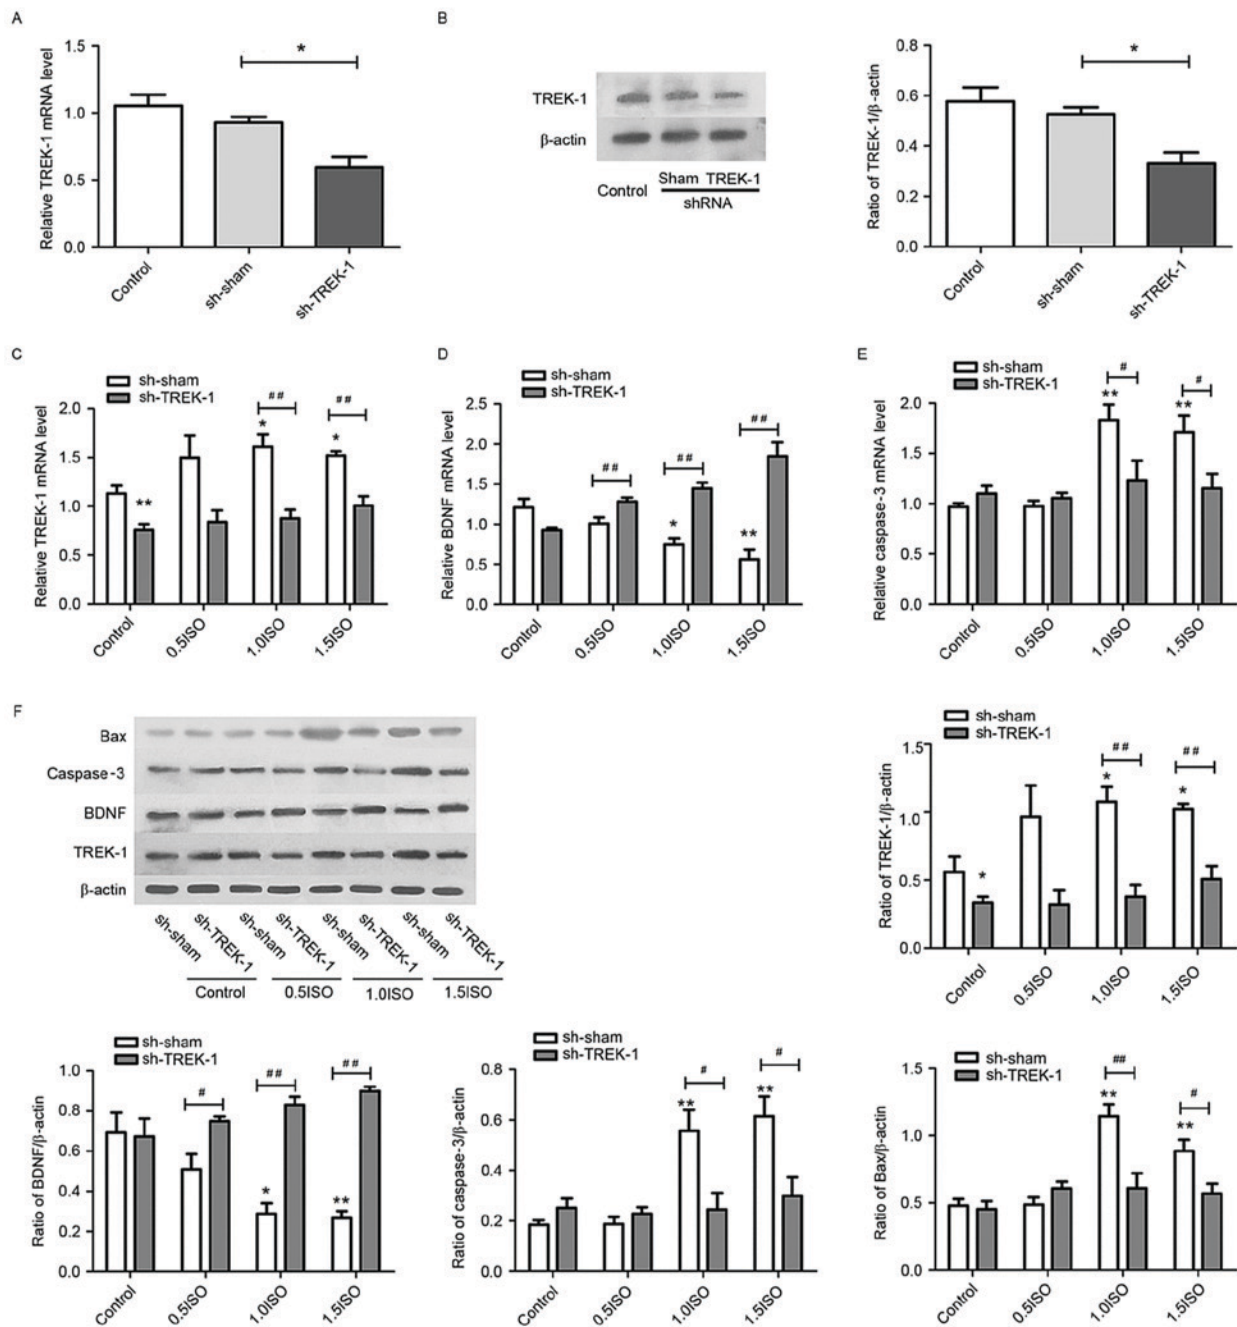 A
Relative TREK-1 mRNA level
1.5
1.0
0.5
0.0
*
Control
sh-sham
sh-TREK-1
B
TREK-1
β-actin
Control
Sham TREK-1
shRNA
Ratio of TREK-1/β-actin
0.8
0.6
0.4
0.2
0.0
*
Control
sh-sham
sh-TREK-1
C
sh-sham
sh-TREK-1
Relative TREK-1 mRNA level
2.0
1.5
1.0
0.5
0.0
**
##
*
##
*
Control
0.5ISO
1.0ISO
1.5ISO
D
sh-sham
sh-TREK-1
Relative BDNF mRNA level
2.5
2.0
1.5
1.0
0.5
0.0
##
##
*
##
**
Control
0.5ISO
1.0ISO
1.5ISO
E
sh-sham
sh-TREK-1
Relative caspase-3 mRNA level
2.0
1.5
1.0
0.5
0.0
#
**
#
**
Control
0.5ISO
1.0ISO
1.5ISO
F
Bax
Caspase-3
BDNF
TREK-1
β-actin
sh-sham
sh-TREK-1
sh-sham
sh-TREK-1
sh-sham
sh-TREK-1
sh-sham
sh-TREK-1
Control
0.5ISO
1.0ISO
1.5ISO
sh-sham
sh-TREK-1
Ratio of TREK-1/β-actin
1.5
1.0
0.5
0.0
*
##
*
##
*
Control
0.5ISO
1.0ISO
1.5ISO
sh-sham
sh-TREK-1
Ratio of BDNF/β-actin
1.0
0.8
0.6
0.4
0.2
0.0
#
##
*
##
**
Control
0.5ISO
1.0ISO
1.5ISO
sh-sham
sh-TREK-1
Ratio of caspase-3/β-actin
0.8
0.6
0.4
0.2
0.0
#
**
#
**
Control
0.5ISO
1.0ISO
1.5ISO
sh-sham
sh-TREK-1
Ratio of Bax/β-actin
1.5
1.0
0.5
0.0
##
**
#
**
Control
0.5ISO
1.0ISO
1.5ISO